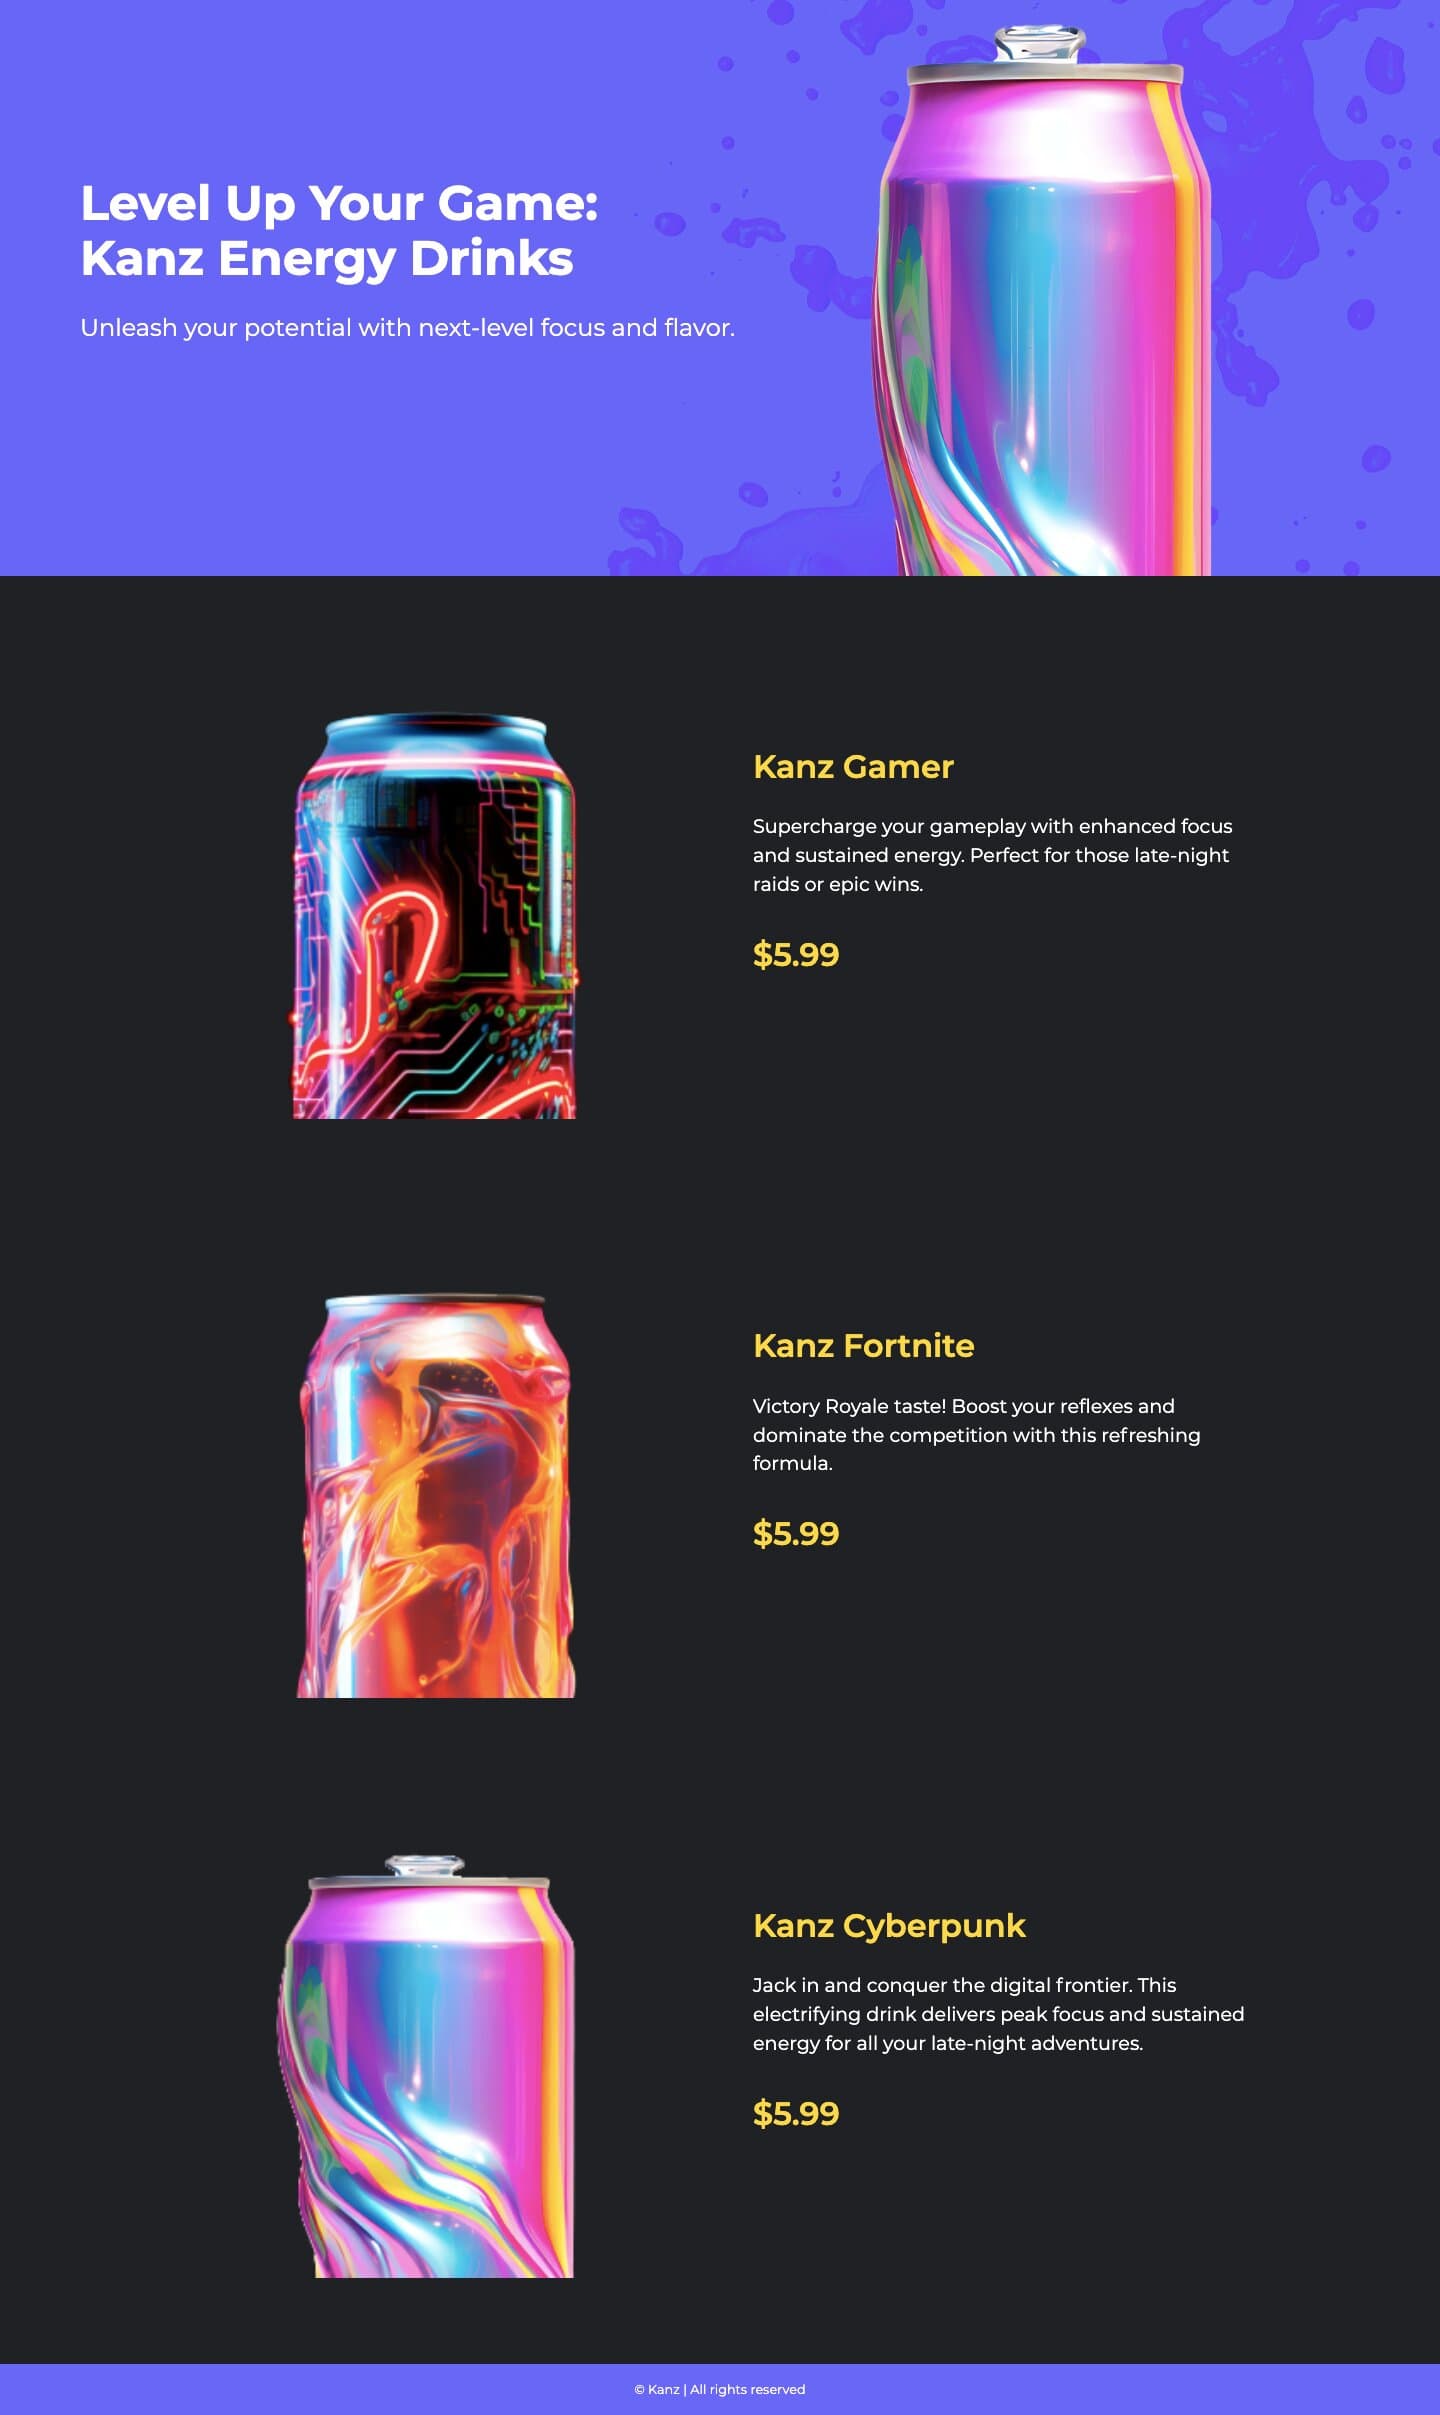 Level Up Your Game:
Kanz Energy Drinks
Unleash your potential with next-level focus and flavor.
Kanz Gamer
Supercharge your gameplay with enhanced focus
and sustained energy. Perfect for those late-night
raids or epic wins.
$5.99
Kanz Fortnite
Victory Royale taste! Boost your reflexes and
dominate the competition with this refreshing
formula.
$5.99
Kanz Cyberpunk
Jack in and conquer the digital frontier. This
electrifying drink delivers peak focus and sustained
energy for all your late-night adventures.
$5.99
© Kanz | All rights reserved